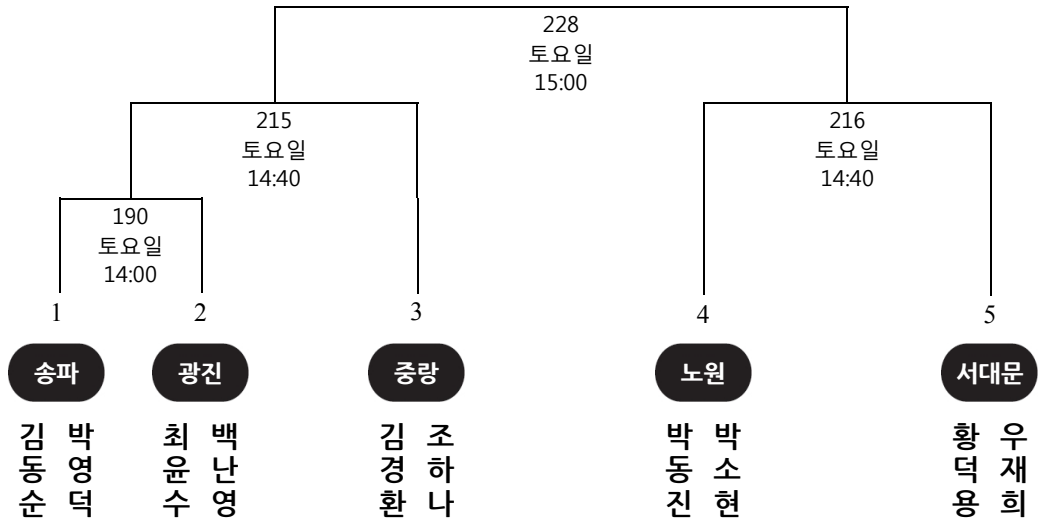 228
토요일
15:00
215
토요일
14:40
216
토요일
14:40
190
토요일
14:00
1
2
3
4
5
송파
광진
중랑
노원
서대문
김동순
박영덕
최윤수
백난영
김경환
조하나
박동진
박소현
황덕용
우재희